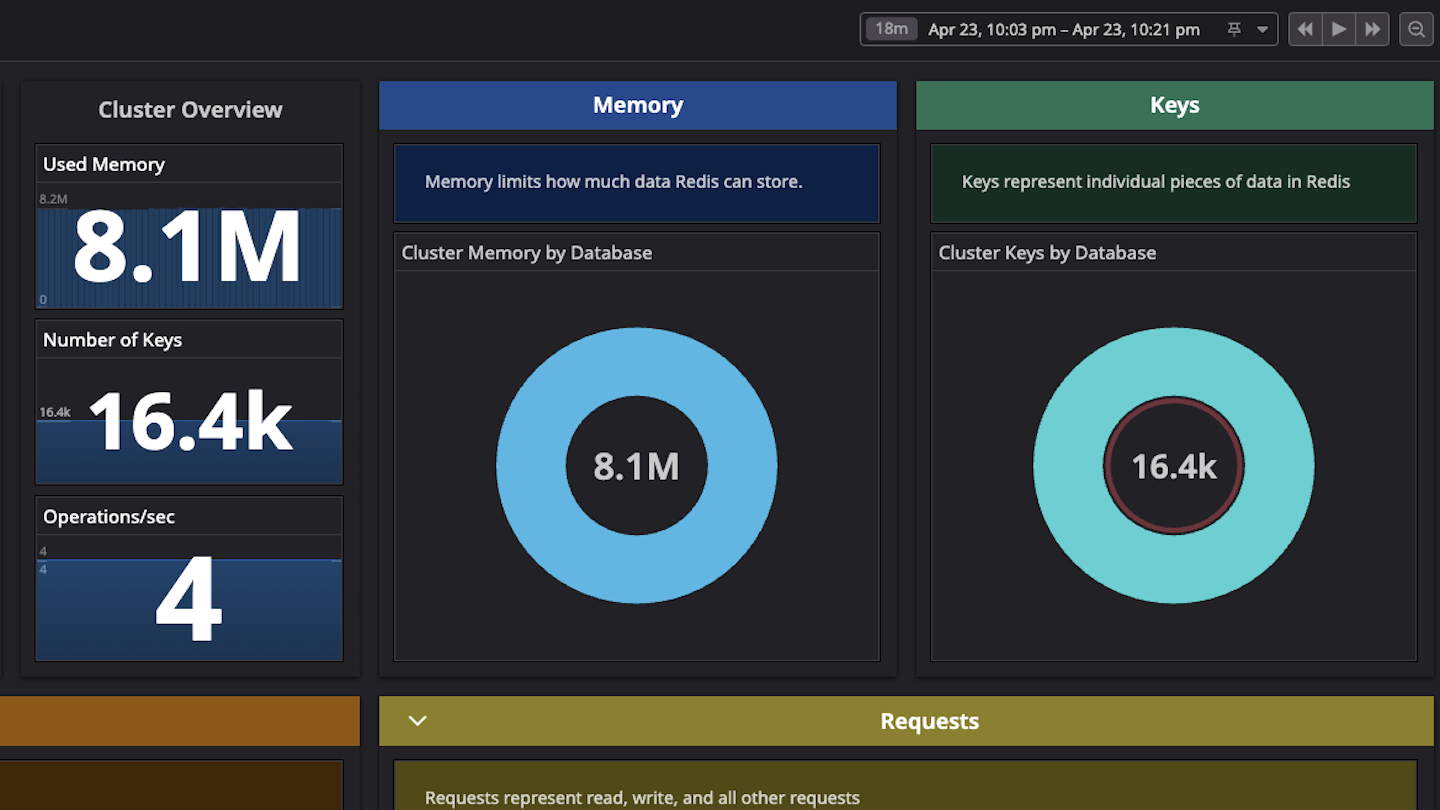 18m Apr 23, 10:03 pm – Apr 23, 10:21 pm
Cluster Overview
Used Memory
8.2M
8.1M
0
Number of Keys
16.4k
16.4k
Operations/sec
4
4
4
Memory
Memory limits how much data Redis can store.
Cluster Memory by Database
8.1M
Keys
Keys represent individual pieces of data in Redis
Cluster Keys by Database
16.4k
Requests
Requests represent read, write, and all other requests